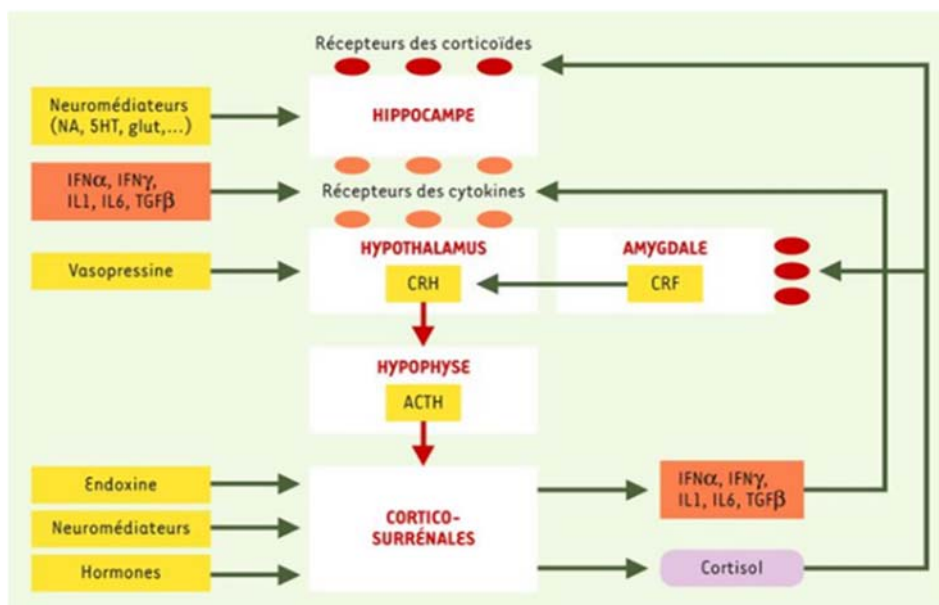 Récepteurs des corticoïdes
HIPPOCAMPE
Neuromédiateurs
(NA, 5HT, glut,...)
IFNα, IFNγ,
IL1, IL6, TGFβ
Récepteurs des cytokines
Vasopressine
HYPOTHALAMUS
CRH
AMYGDALE
CRF
HYPOPHYSE
ACTH
Endoxine
Neuromédiateurs
Hormones
CORTICO-
SURRÉNALES
IFNα, IFNγ,
IL1, IL6, TGFβ
Cortisol